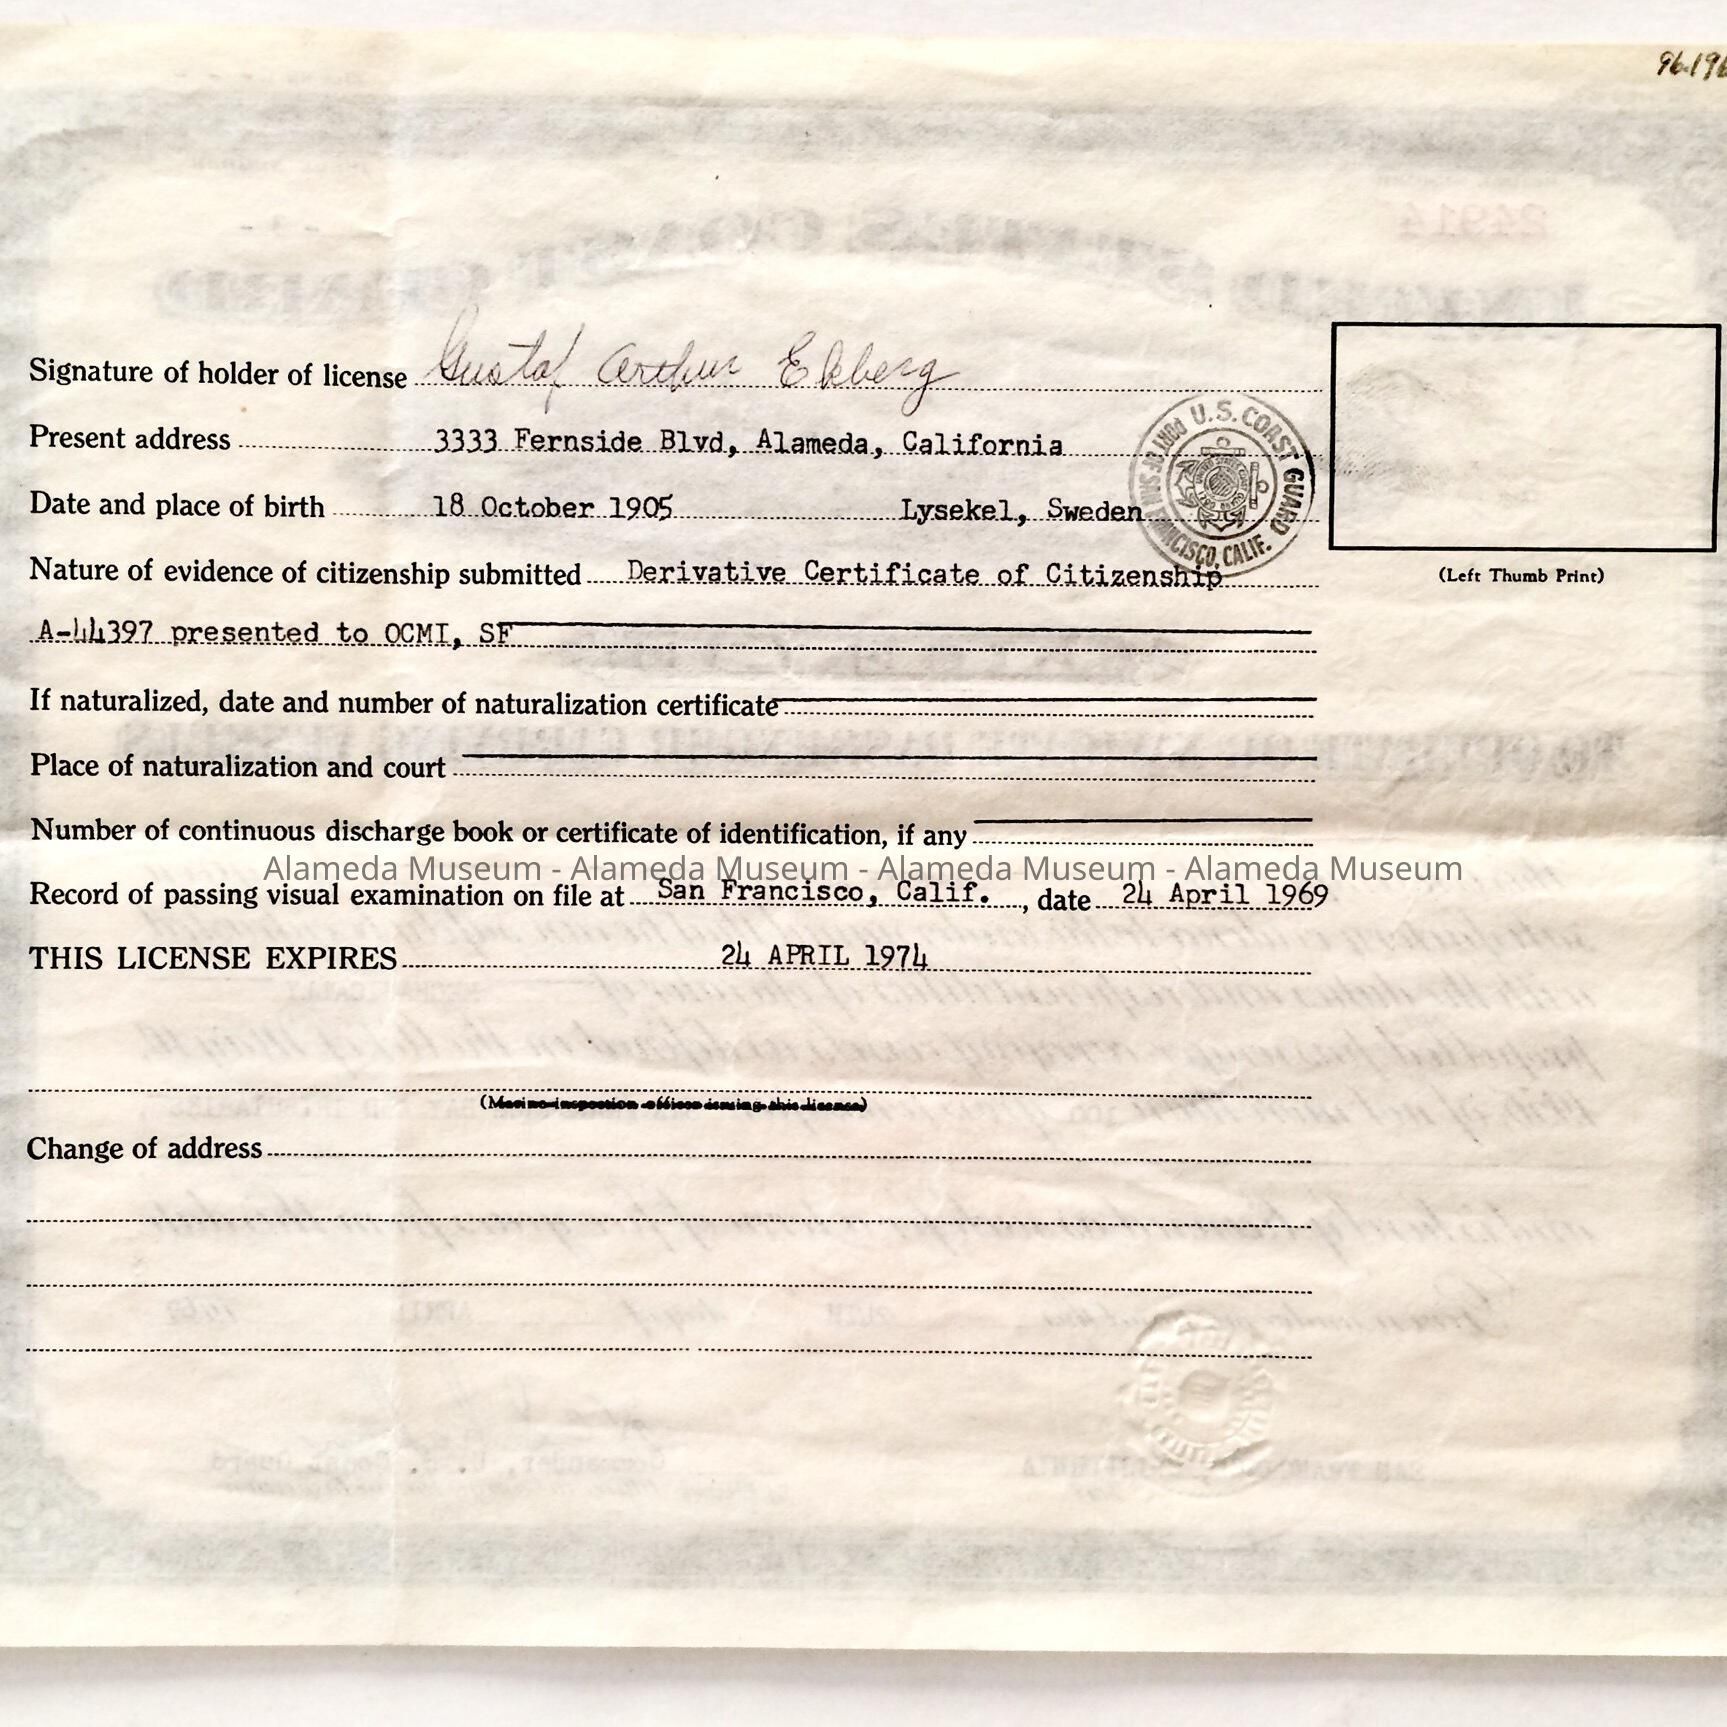 96.196
24914
Signature of holder of license Gustaf Arthur Ekberg
Present address 3333 Fernside Blvd, Alameda, California
Date and place of birth 18 October 1905 Lysekel, Sweden
U.S. COAST GUARD PORT OF SAN FRANCISCO, CALIF.
Nature of evidence of citizenship submitted Derivative Certificate of Citizenship
(Left Thumb Print)
A-44397 presented to OCMI, SF
If naturalized, date and number of naturalization certificate
Place of naturalization and court
Number of continuous discharge book or certificate of identification, if any
Alameda Museum - Alameda Museum - Alameda Museum - Alameda Museum
Record of passing visual examination on file at San Francisco, Calif. , date 24 April 1969
THIS LICENSE EXPIRES 24 APRIL 1974
(Marine inspection officer issuing this license)
Change of address